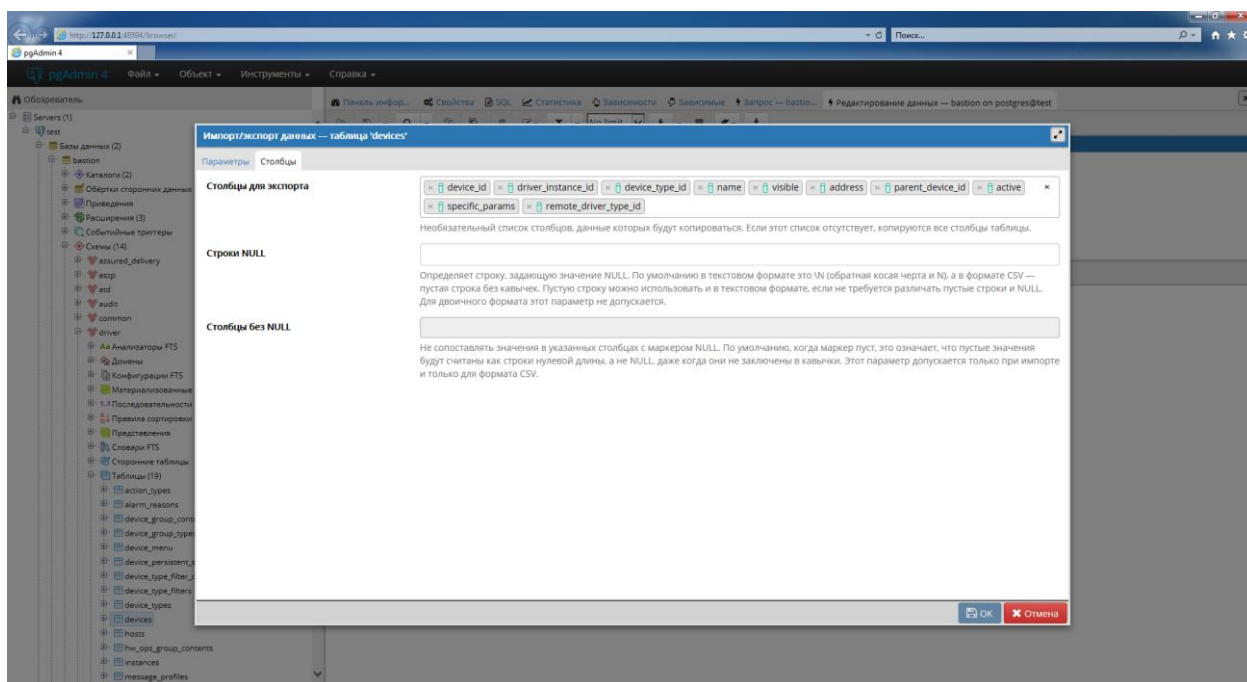 http://127.0.0.1:49394/browser/
Поиск...
pgAdmin 4
pgAdmin 4 Файл Объект Инструменты Справка
Обозреватель
Панель инфор... Свойства SQL Статистика Зависимости Зависимые Запрос — bastio... Редактирование данных — bastion on postgres@test
Servers (1)
test
No limit
Базы данных (2)
bastion
Каталоги (2)
Обёртки сторонних данных
Приведения
Расширения (3)
Событийные триггеры
Схемы (14)
assured_delivery
aszp
atd
audit
common
driver
Aa Анализаторы FTS
Домены
Конфигурации FTS
Материализованные
1..3 Последовательности
Правила сортировки
Представления
Словари FTS
Сторонние таблицы
Таблицы (19)
action_types
alarm_reasons
device_group_cont
device_group_types
device_menu
device_persistent_s
device_type_filter_c
device_type_filters
device_types
devices
hosts
hw_ops_group_contents
instances
message_profiles
Импорт/экспорт данных — таблица 'devices'
Параметры Столбцы
Столбцы для экспорта
device_id driver_instance_id device_type_id name visible address parent_device_id active
specific_params remote_driver_type_id
Необязательный список столбцов, данные которых будут копироваться. Если этот список отсутствует, копируются все столбцы таблицы.
Строки NULL
Определяет строку, задающую значение NULL. По умолчанию в текстовом формате это \N (обратная косая черта и N), а в формате CSV —
пустая строка без кавычек. Пустую строку можно использовать и в текстовом формате, если не требуется различать пустые строки и NULL.
Для двоичного формата этот параметр не допускается.
Столбцы без NULL
Не сопоставлять значения в указанных столбцах с маркером NULL. По умолчанию, когда маркер пуст, это означает, что пустые значения
будут считаны как строки нулевой длины, а не NULL, даже когда они не заключены в кавычки. Этот параметр допускается только при импорте
и только для формата CSV.
OK Отмена